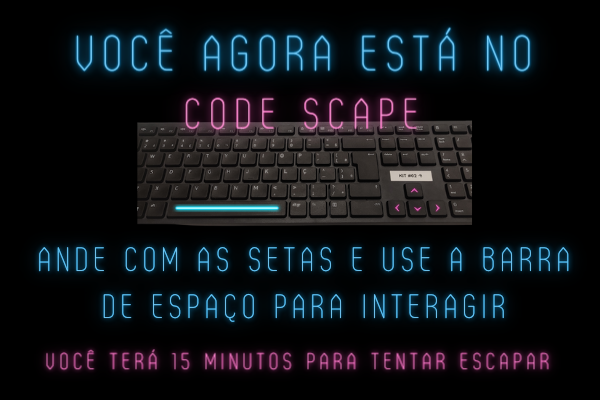 VOCÊ AGORA ESTÁ NO
CODE SCAPE
ANDE COM AS SETAS E USE A BARRA
DE ESPAÇO PARA INTERAGIR
VOCÊ TERÁ 15 MINUTOS PARA TENTAR ESCAPAR